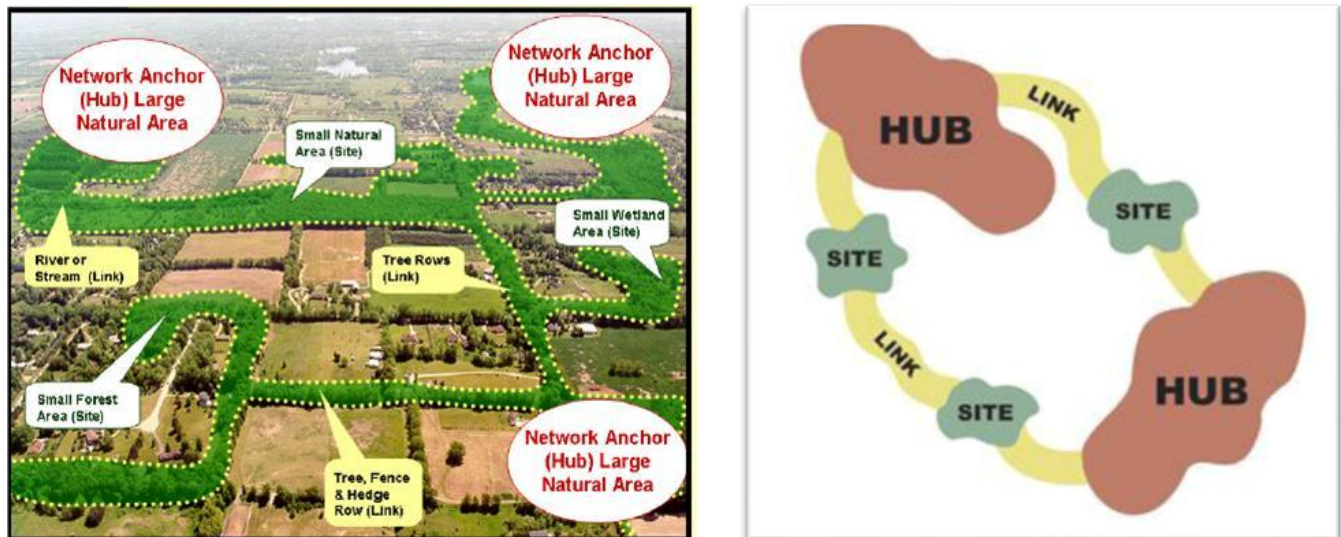 Network Anchor
(Hub) Large
Natural Area
Network Anchor
(Hub) Large
Natural Area
Small Natural
Area (Site)
Small Wetland
Area (Site)
River or
Stream (Link)
Tree Rows
(Link)
Small Forest
Area (Site)
Tree, Fence
& Hedge
Row (Link)
Network Anchor
(Hub) Large
Natural Area
HUB
LINK
SITE
SITE
LINK
SITE
HUB